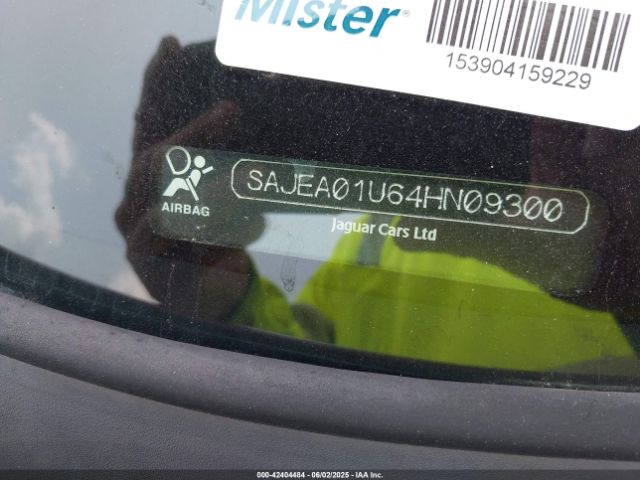 Mister®
153904159229
SAJEA01U64HN09300
AIRBAG
Jaguar Cars Ltd
000-42404484 - 06/02/2025 - IAA Inc.